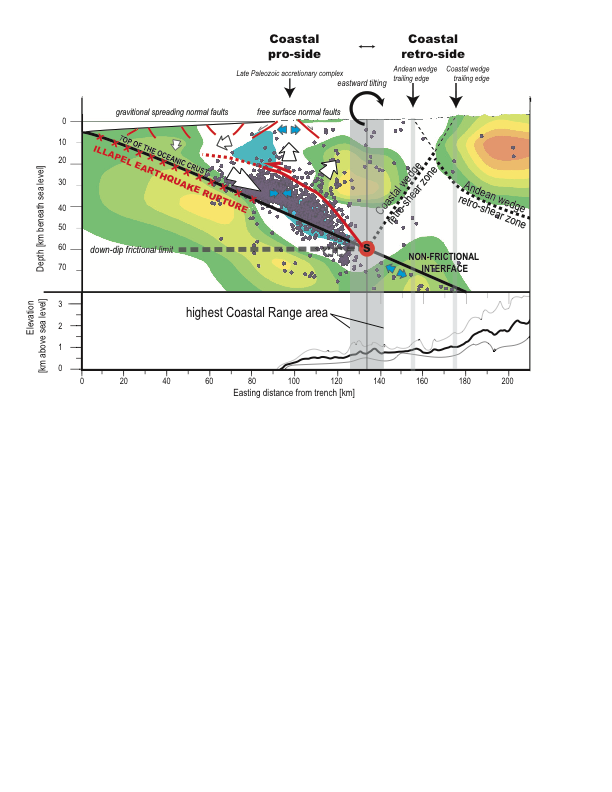 Coastal pro-side ↔ Coastal retro-side
Late Paleozoic accretionary complex
Andean wedge trailing edge
Coastal wedge trailing edge
eastward tilting
gravitional spreading normal faults
free surface normal faults
0
10
20
30
40
50
60
70
Depth [km beneath sea level]
TOP OF THE OCEANIC CRUST
ILLAPEL EARTHQUAKE RUPTURE
Coastal wedge retro-shear zone
Andean wedge retro-shear zone
down-dip frictional limit
S
NON-FRICTIONAL INTERFACE
highest Coastal Range area
3
2
1
0
Elevation [km above sea level]
0 20 40 60 80 100 120 140 160 180 200
Easting distance from trench [km]